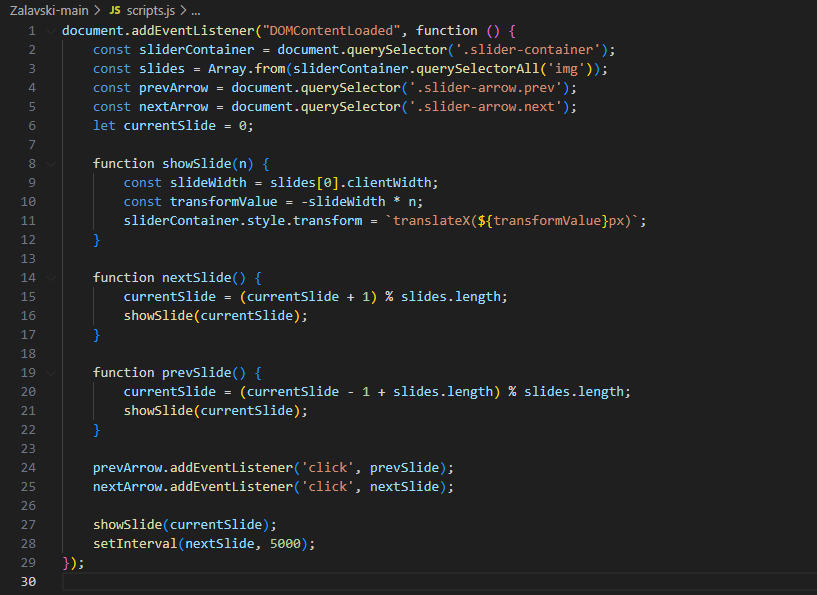 Zalavski-main > JS scripts.js > ...
1 document.addEventListener("DOMContentLoaded", function () {
2     const sliderContainer = document.querySelector('.slider-container');
3     const slides = Array.from(sliderContainer.querySelectorAll('img'));
4     const prevArrow = document.querySelector('.slider-arrow.prev');
5     const nextArrow = document.querySelector('.slider-arrow.next');
6     let currentSlide = 0;
7
8     function showSlide(n) {
9         const slideWidth = slides[0].clientWidth;
10         const transformValue = -slideWidth * n;
11         sliderContainer.style.transform = `translateX(${transformValue}px)`;
12     }
13
14     function nextSlide() {
15         currentSlide = (currentSlide + 1) % slides.length;
16         showSlide(currentSlide);
17     }
18
19     function prevSlide() {
20         currentSlide = (currentSlide - 1 + slides.length) % slides.length;
21         showSlide(currentSlide);
22     }
23
24     prevArrow.addEventListener('click', prevSlide);
25     nextArrow.addEventListener('click', nextSlide);
26
27     showSlide(currentSlide);
28     setInterval(nextSlide, 5000);
29 });
30